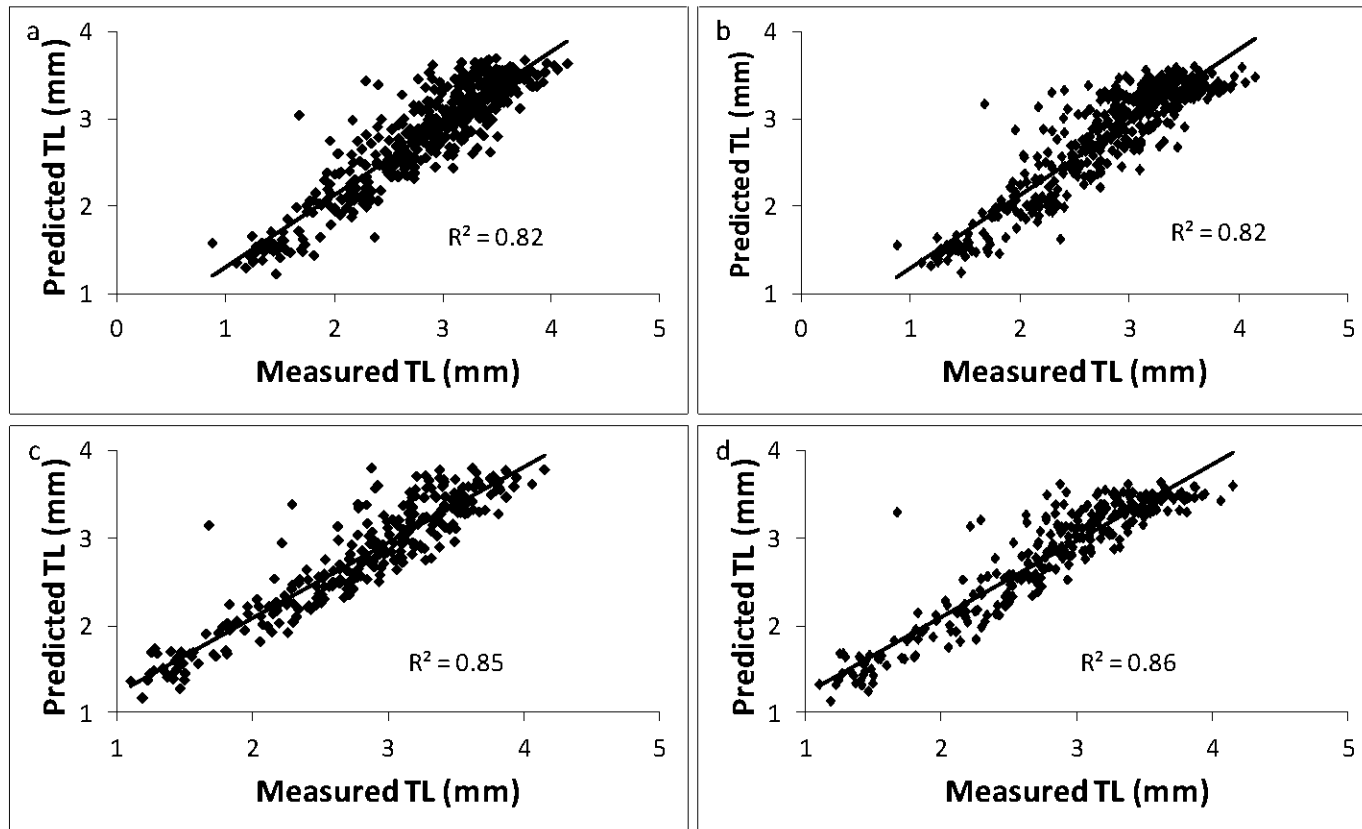 a
4
3
2
1
Predicted TL (mm)
R² = 0.82
0 1 2 3 4 5
Measured TL (mm)
b
4
3
2
1
Predicted TL (mm)
R² = 0.82
0 1 2 3 4 5
Measured TL (mm)
c
4
3
2
1
Predicted TL (mm)
R² = 0.85
1 2 3 4 5
Measured TL (mm)
d
4
3
2
1
Predicted TL (mm)
R² = 0.86
1 2 3 4 5
Measured TL (mm)